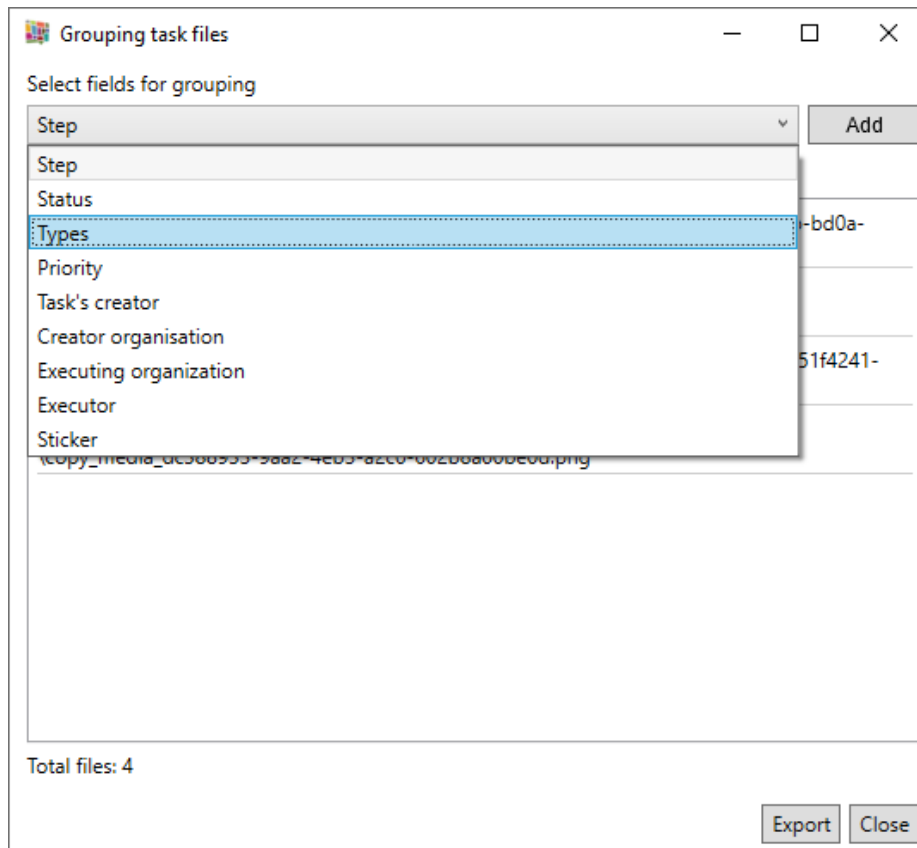 Grouping task files
Select fields for grouping
Step
Add
Step
Status
Types
-bd0a-
Priority
Task's creator
Creator organisation
51f4241-
Executing organization
Executor
Sticker
Total files: 4
Export Close